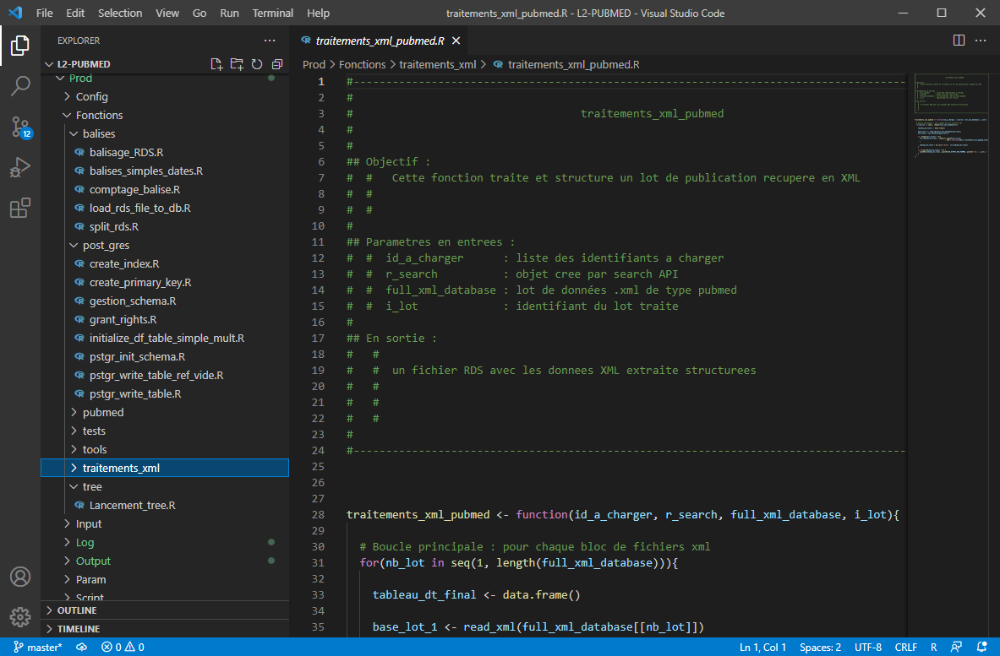 File Edit Selection View Go Run Terminal Help
traitements_xml_pubmed.R - L2-PUBMED - Visual Studio Code
EXPLORER
L2-PUBMED
Prod
Config
Fonctions
balises
balisage_RDS.R
balises_simples_dates.R
comptage_balise.R
load_rds_file_to_db.R
split_rds.R
post_gres
create_index.R
create_primary_key.R
gestion_schema.R
grant_rights.R
initialize_df_table_simple_mult.R
pstgr_init_schema.R
pstgr_write_table_ref_vide.R
pstgr_write_table.R
pubmed
tests
tools
traitements_xml
tree
Lancement_tree.R
Input
Log
Output
Param
Script
OUTLINE
TIMELINE
12
traitements_xml_pubmed.R
Prod > Fonctions > traitements_xml > traitements_xml_pubmed.R
1 #-------------------------------------------------------------------------------------
2 #
3 # traitements_xml_pubmed
4 #
5 #
6 ## Objectif :
7 # # Cette fonction traite et structure un lot de publication recupere en XML
8 # #
9 # #
10 #
11 ## Parametres en entrees :
12 # # id_a_charger : liste des identifiants a charger
13 # # r_search : objet cree par search API
14 # # full_xml_database : lot de données .xml de type pubmed
15 # # i_lot : identifiant du lot traite
16 #
17 ## En sortie :
18 # #
19 # # un fichier RDS avec les donnees XML extraite structurees
20 # #
21 # #
22 # #
23 #
24 #-------------------------------------------------------------------------------------
25
26
27
28 traitements_xml_pubmed <- function(id_a_charger, r_search, full_xml_database, i_lot){
29
30 # Boucle principale : pour chaque bloc de fichiers xml
31 for(nb_lot in seq(1, length(full_xml_database))){
32
33 tableau_dt_final <- data.frame()
34
35 base_lot_1 <- read_xml(full_xml_database[[nb_lot]])
master* 0 0 Ln 1, Col 1 Spaces: 2 UTF-8 CRLF R